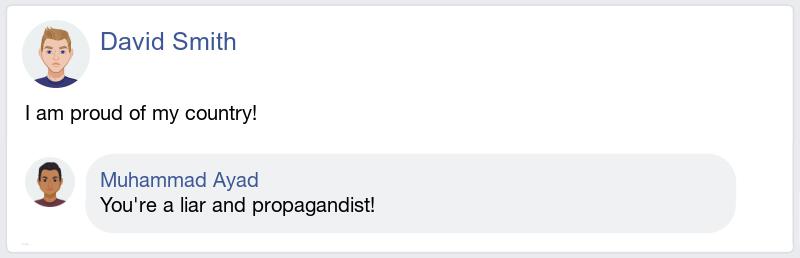 David Smith
I am proud of my country!
Muhammad Ayad
You're a liar and propagandist!